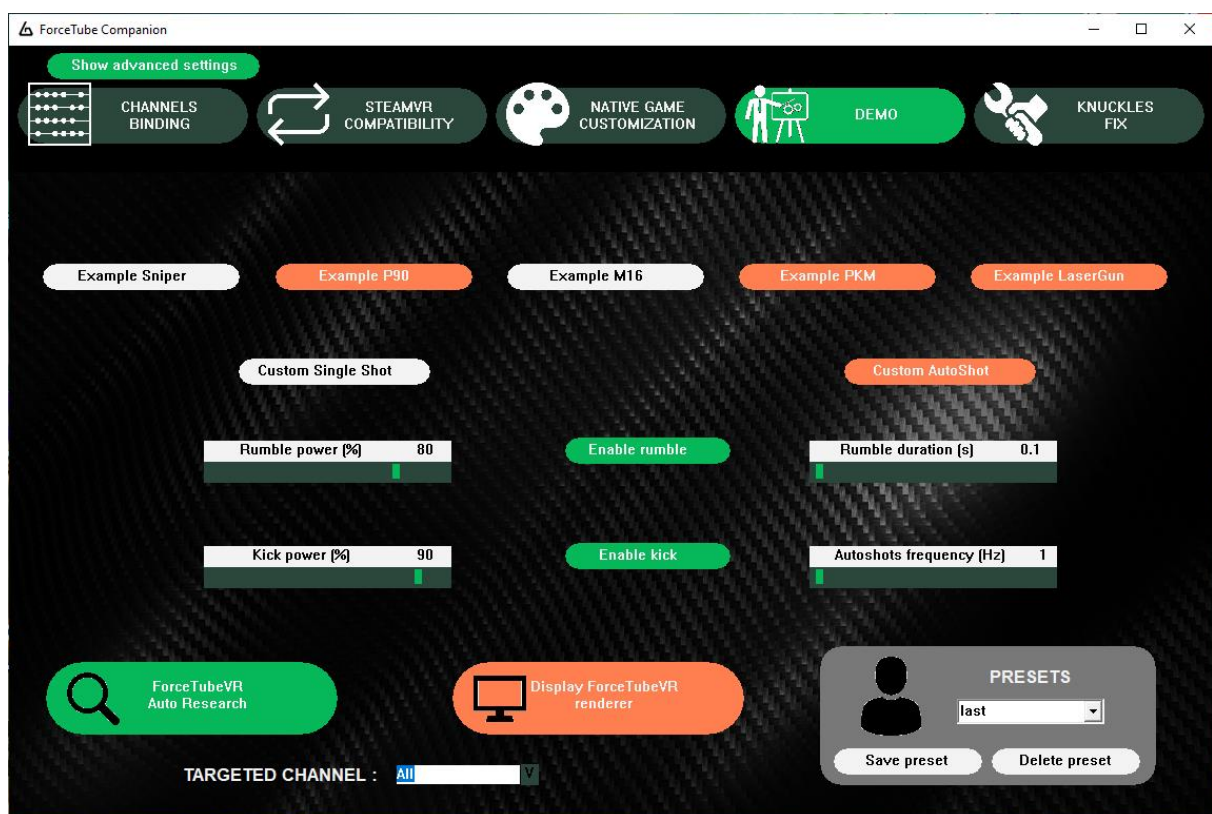 ForceTube Companion
Show advanced settings
CHANNELS
BINDING
STEAMVR
COMPATIBILITY
NATIVE GAME
CUSTOMIZATION
DEMO
KNUCKLES
FIX
Example Sniper
Example P90
Example M16
Example PKM
Example LaserGun
Custom Single Shot
Custom AutoShot
Rumble power (%) 80
Enable rumble
Rumble duration (s) 0.1
Kick power (%) 90
Enable kick
Autoshots frequency (Hz) 1
ForceTubeVR
Auto Research
Display ForceTubeVR
renderer
PRESETS
last
Save preset
Delete preset
TARGETED CHANNEL : All V